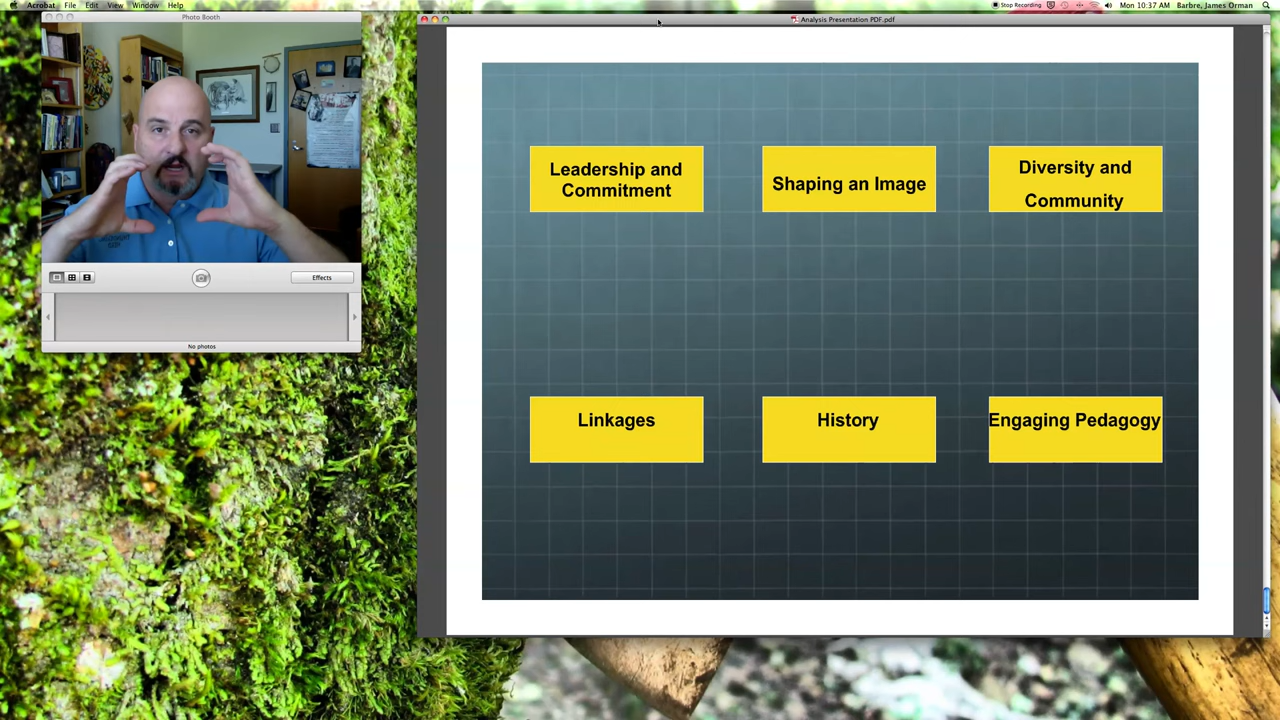 Acrobat File Edit View Window Help
Stop Recording
Mon 10:37 AM Barbre, James Orman
Photo Booth
Effects
No photos
Analysis Presentation PDF.pdf
Leadership and
Commitment
Shaping an Image
Diversity and
Community
Linkages
History
Engaging Pedagogy